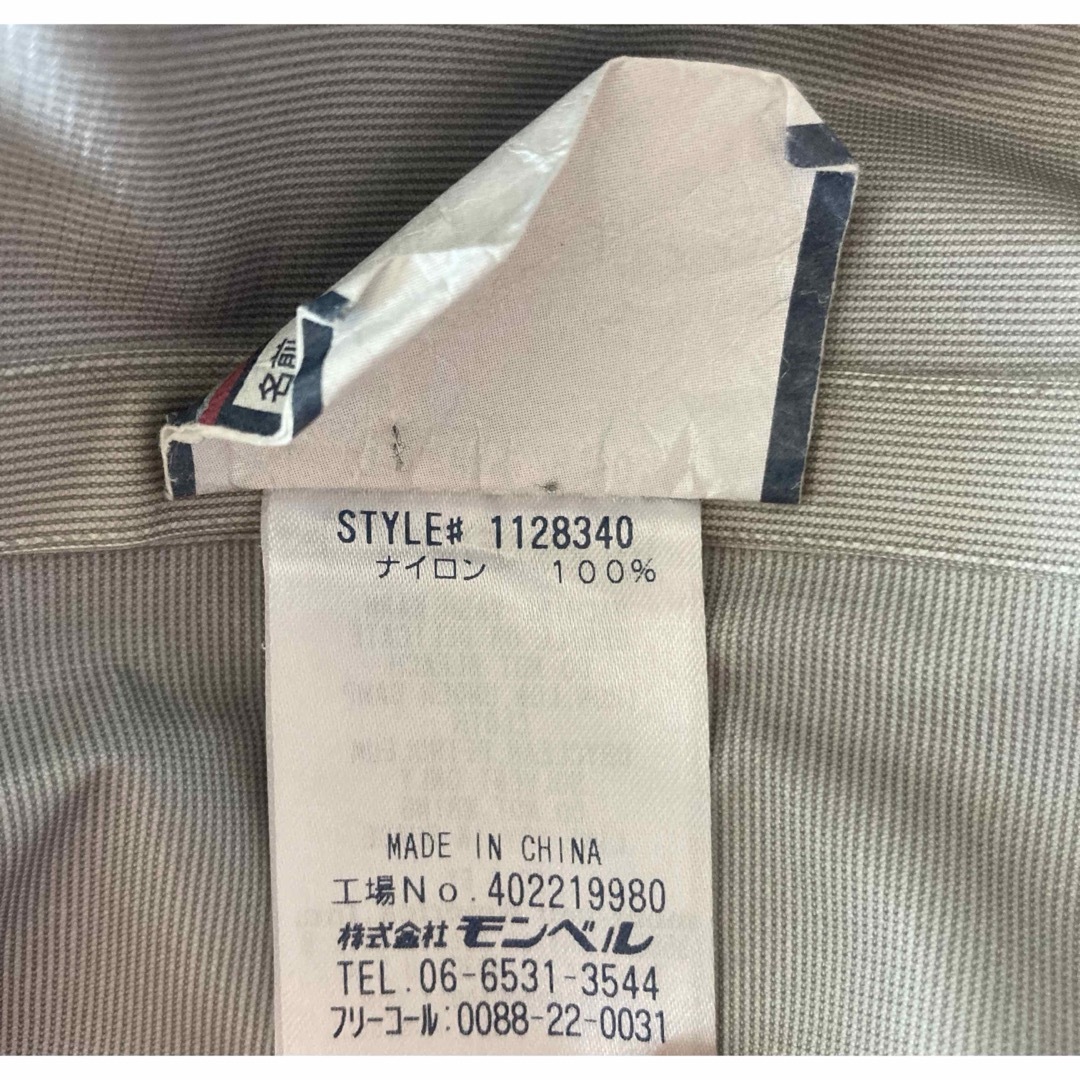 名前
STYLE# 1128340
ナイロン 100%
MADE IN CHINA
工場No.402219980
株式会社モンベル
TEL.06-6531-3544
フリーコール:0088-22-0031